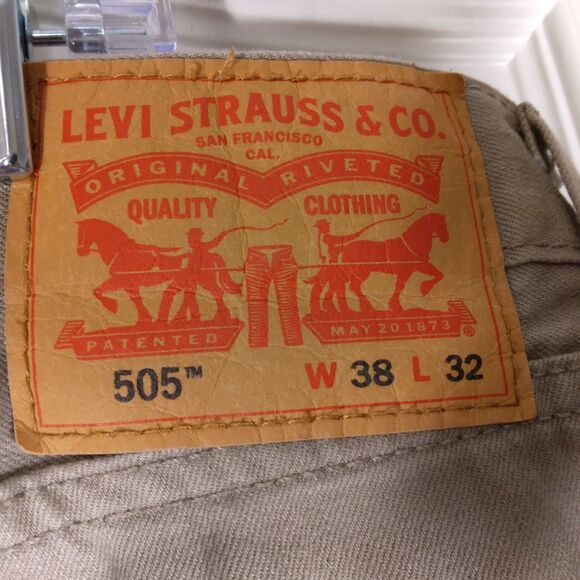 LEVI STRAUSS & CO.
SAN FRANCISCO
CAL.
ORIGINAL RIVETED
QUALITY CLOTHING
PATENTED MAY 20 1873 ®
505™ W 38 L 32